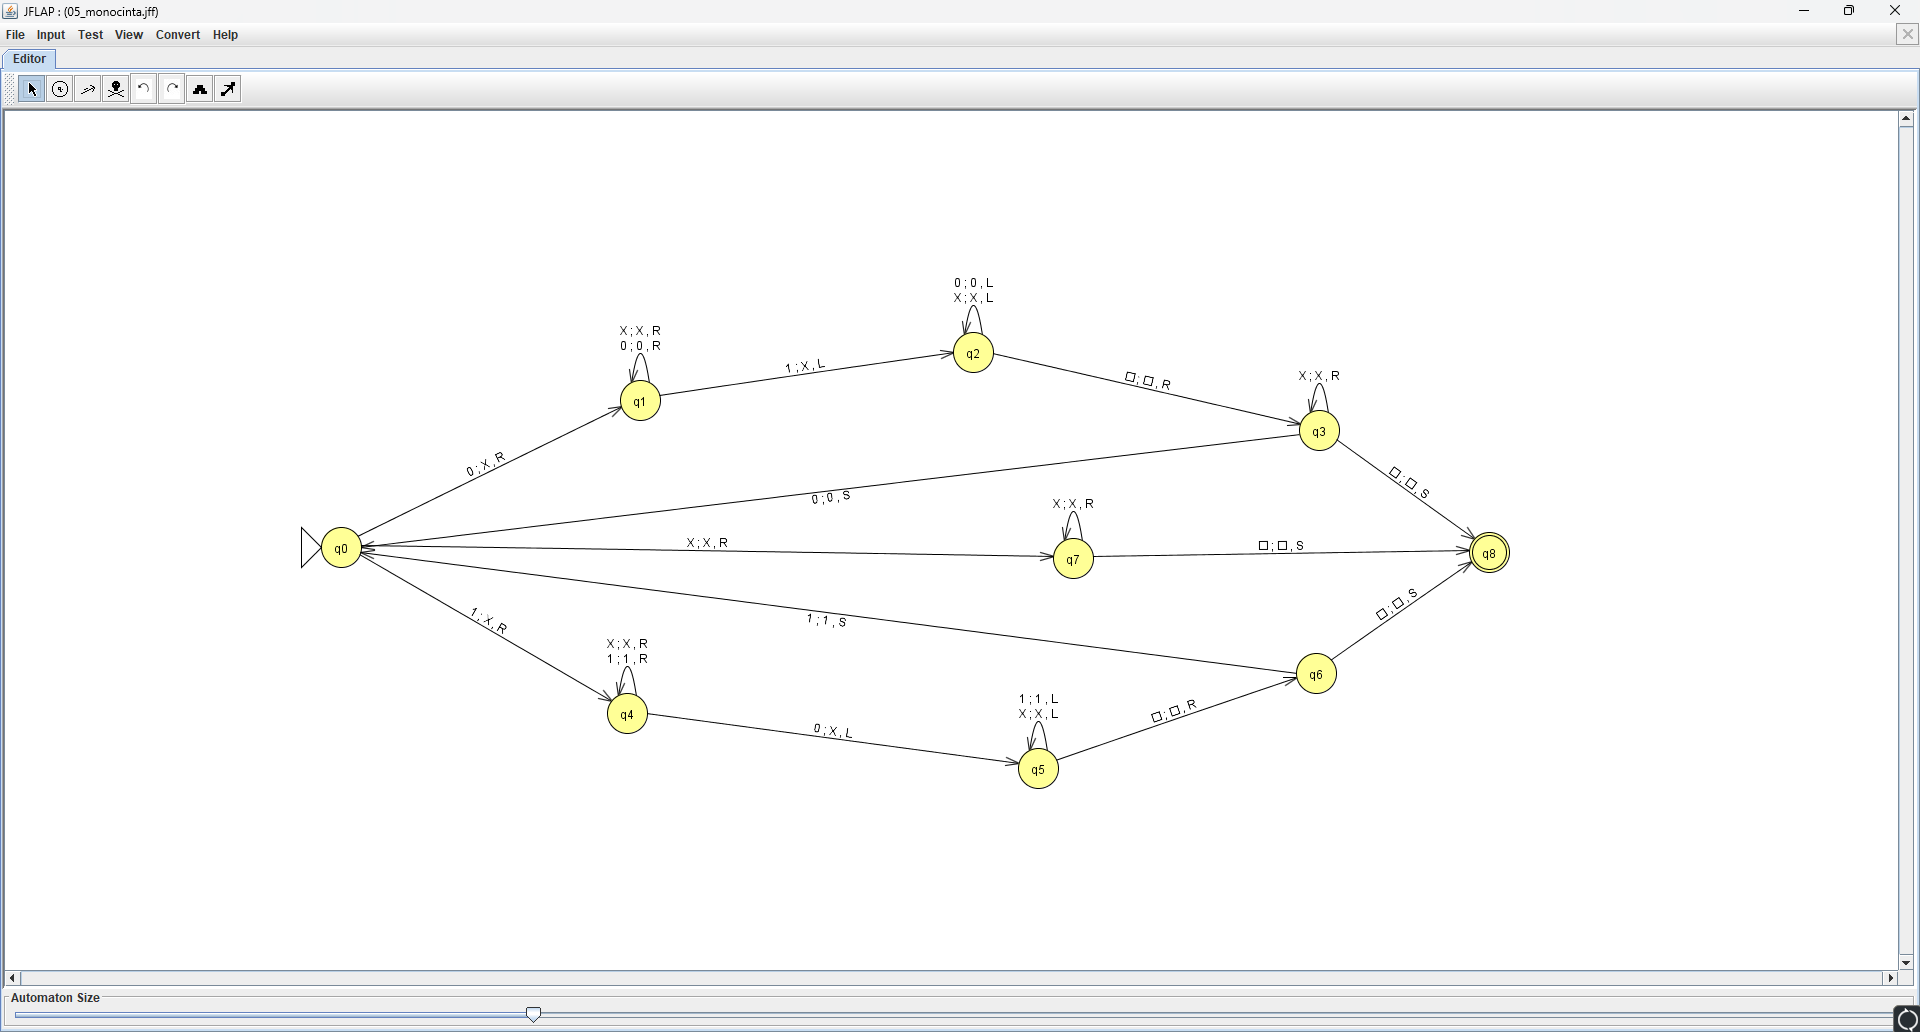 JFLAP : (05_monocinta.jff)
File Input Test View Convert Help
Editor
0;0,L
X;X,L
X;X,R
0;0,R
1;X,L
q2
□;□,R
X;X,R
q1
q3
0;X,R
□;□,S
0;0,S
X;X,R
q0
X;X,R
q7
□;□,S
q8
1;X,R
1;1,S
□;□,S
X;X,R
1;1,R
q6
q4
0;X,L
1;1,L
X;X,L
□;□,R
q5
Automaton Size